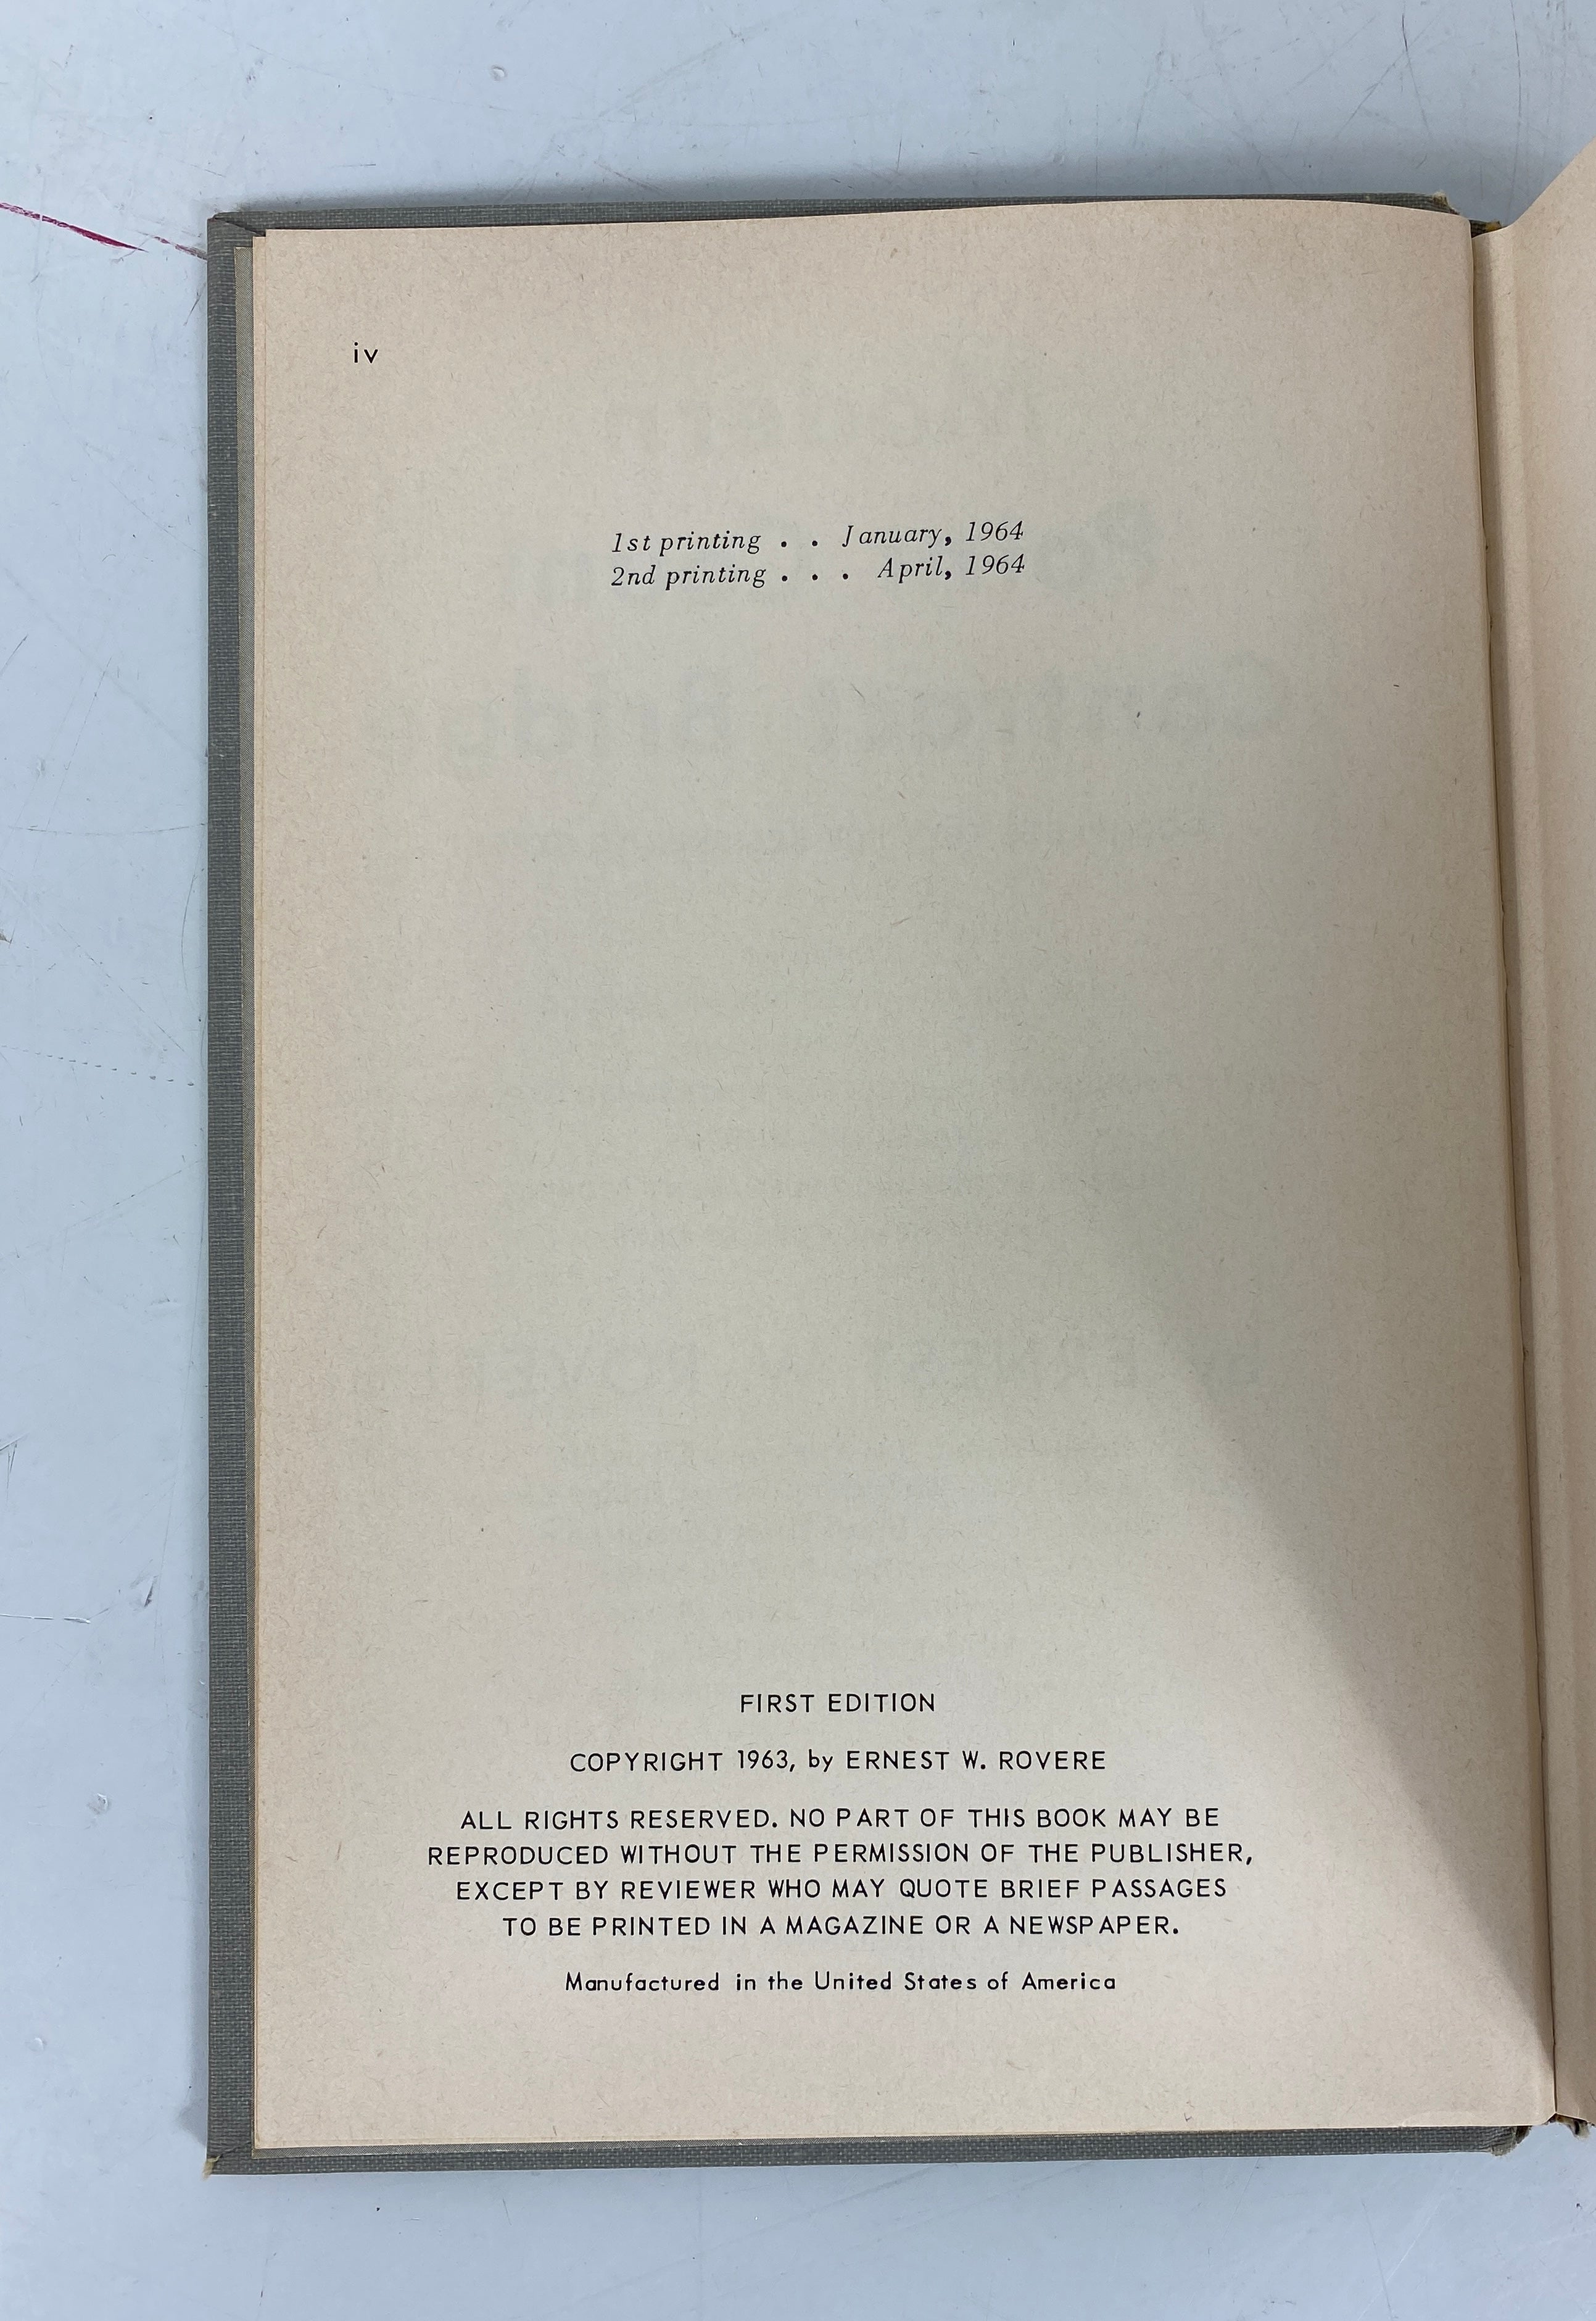 iv
1st printing . . January, 1964
2nd printing . . . April, 1964
FIRST EDITION
COPYRIGHT 1963, by ERNEST W. ROVERE
ALL RIGHTS RESERVED. NO PART OF THIS BOOK MAY BE
REPRODUCED WITHOUT THE PERMISSION OF THE PUBLISHER,
EXCEPT BY REVIEWER WHO MAY QUOTE BRIEF PASSAGES
TO BE PRINTED IN A MAGAZINE OR A NEWSPAPER.
Manufactured in the United States of America